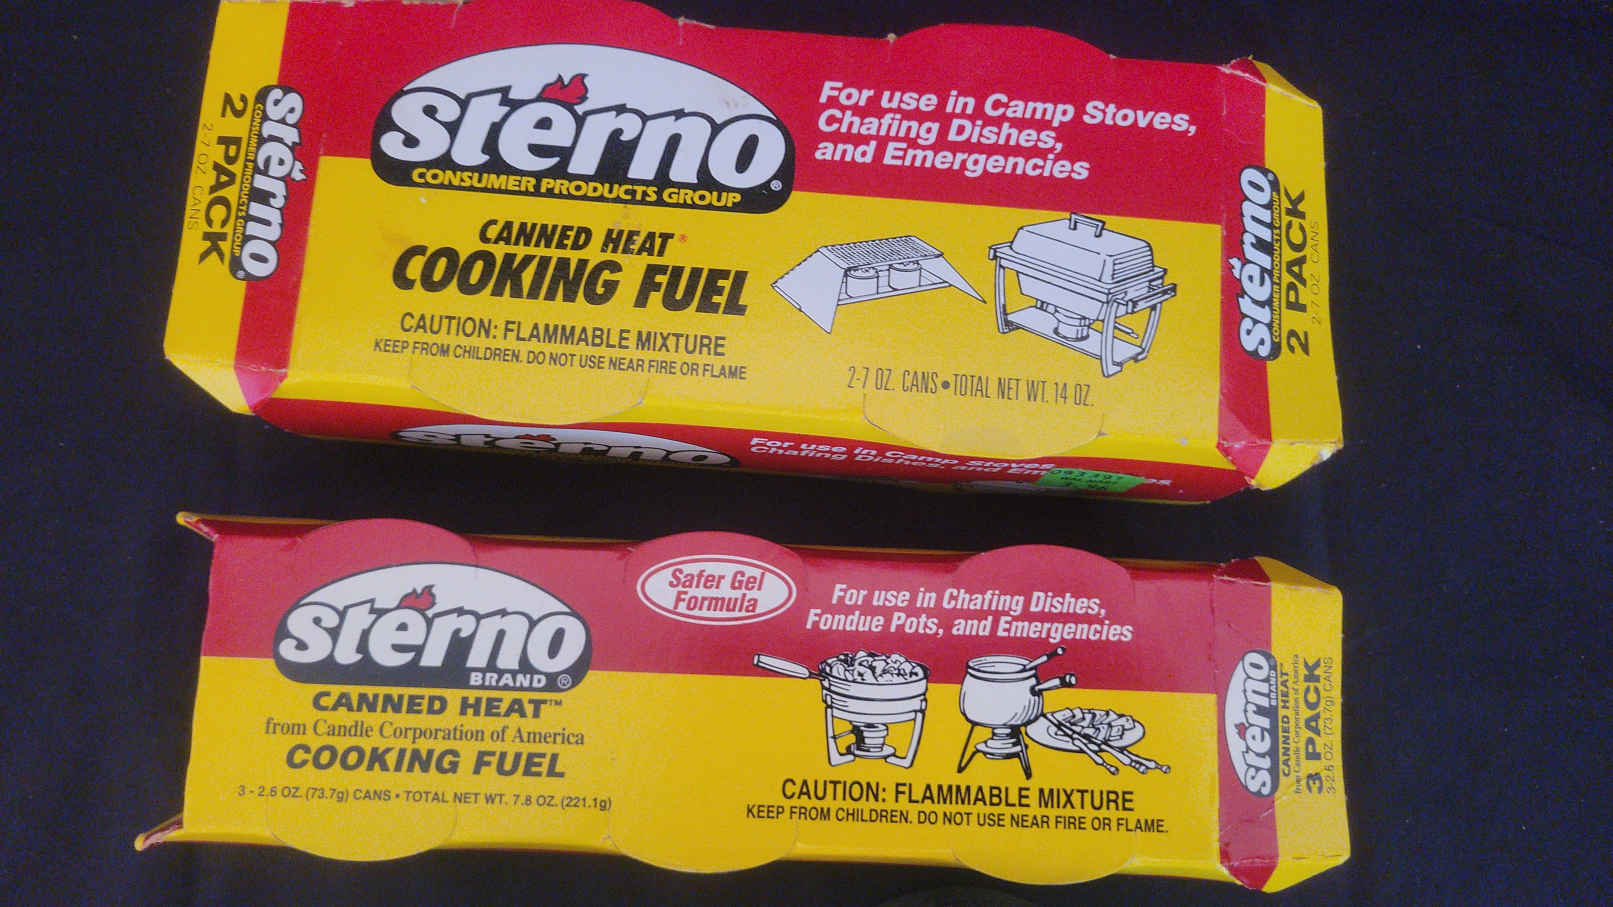 sterno
CONSUMER PRODUCTS GROUP
2 PACK
2-7 OZ. CANS
sterno®
CONSUMER PRODUCTS GROUP
For use in Camp Stoves,
Chafing Dishes,
and Emergencies
CANNED HEAT®
COOKING FUEL
CAUTION: FLAMMABLE MIXTURE
KEEP FROM CHILDREN. DO NOT USE NEAR FIRE OR FLAME
2-7 OZ. CANS • TOTAL NET WT. 14 OZ.
sterno
CONSUMER PRODUCTS GROUP
2 PACK
2-7 OZ. CANS
sterno
For use in Camp Stoves
Chafing Dishes, and
sterno
BRAND®
CANNED HEAT™
from Candle Corporation of America
COOKING FUEL
3 - 2.6 OZ. (73.7g) CANS • TOTAL NET WT. 7.8 OZ. (221.1g)
Safer Gel
Formula
For use in Chafing Dishes,
Fondue Pots, and Emergencies
CAUTION: FLAMMABLE MIXTURE
KEEP FROM CHILDREN. DO NOT USE NEAR FIRE OR FLAME.
sterno
BRAND®
CANNED HEAT™
from Candle Corporation of America
3 PACK
3-2.6 OZ. (73.7g) CANS